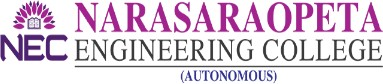 NEC
NARASARAOPETA
ENGINEERING COLLEGE
(AUTONOMOUS)